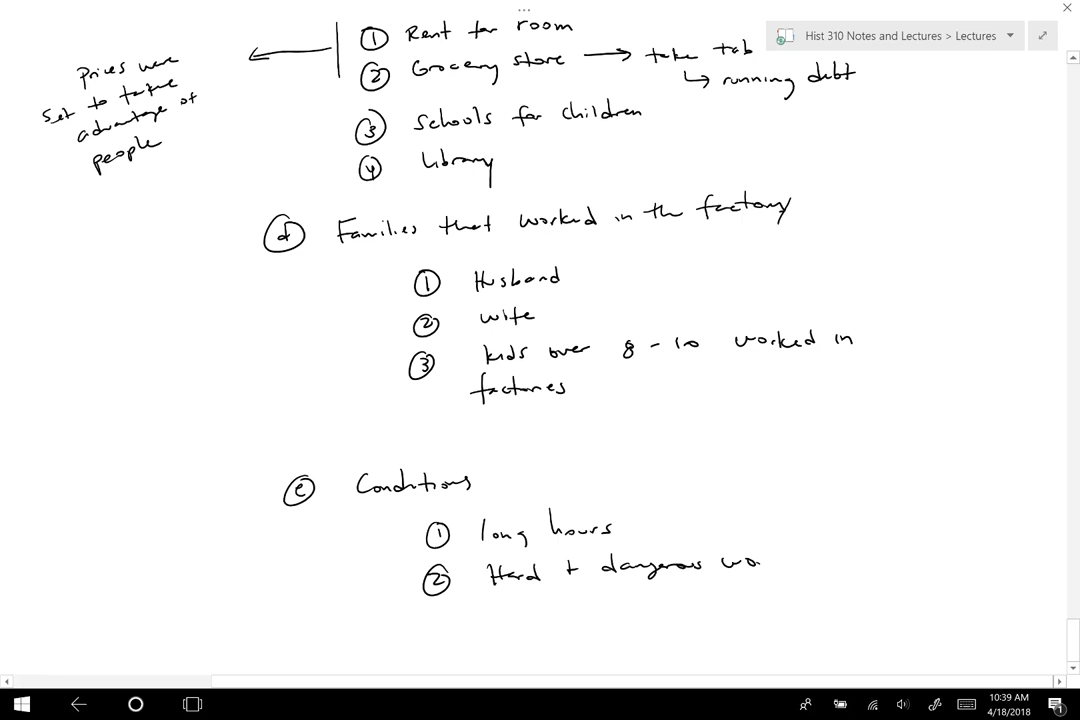 ① Rent for room
Hist 310 Notes and Lectures > Lectures
② Grocery store → take tab
↳ running debt
Prices were
set to take
advantage of
people
③ Schools for children
④ Library
ⓓ Families that worked in the factory
① Husband
② wife
③ kids over 8 - 10 worked in
factories
ⓔ Conditions
① long hours
② Hard + dangerous wo
10:39 AM
4/18/2018
1